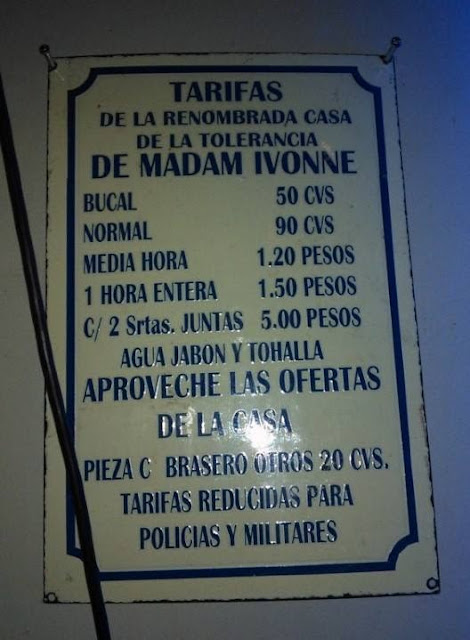 TARIFAS
DE LA RENOMBRADA CASA
DE LA TOLERANCIA
DE MADAM IVONNE
BUCAL 50 CVS
NORMAL 90 CVS
MEDIA HORA 1.20 PESOS
1 HORA ENTERA 1.50 PESOS
C/ 2 Srtas. JUNTAS 5.00 PESOS
AGUA JABON Y TOHALLA
APROVECHE LAS OFERTAS
DE LA CASA
PIEZA C BRASERO OTROS 20 CVS.
TARIFAS REDUCIDAS PARA
POLICIAS Y MILITARES